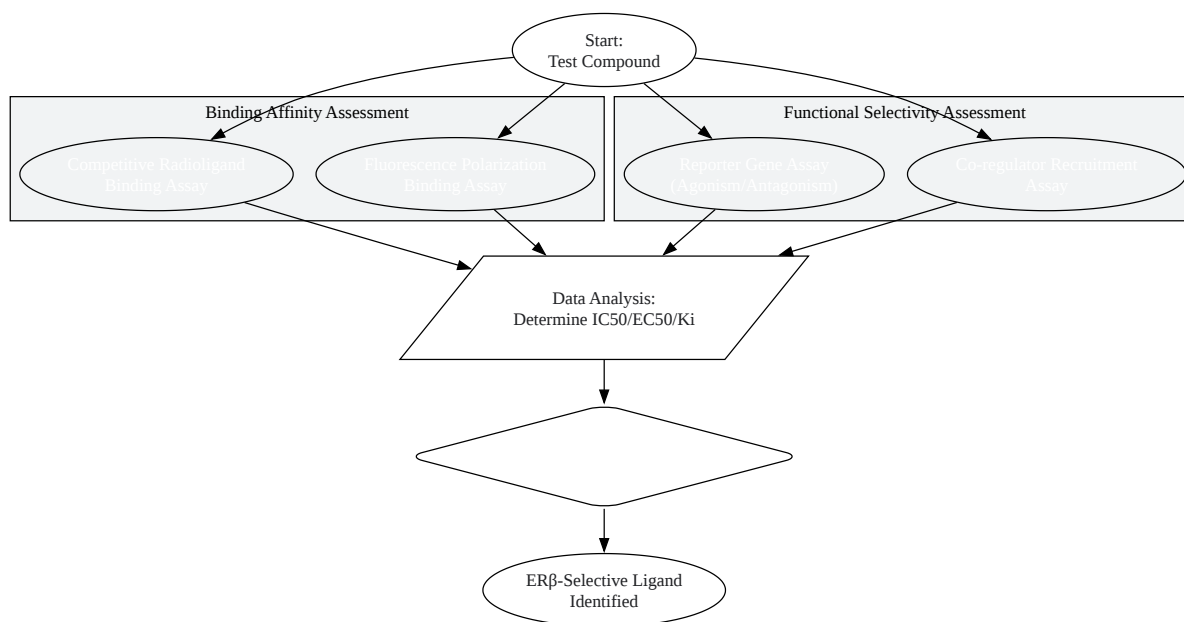 Start:
Test Compound
Binding Affinity Assessment
Functional Selectivity Assessment
Competitive Radioligand
Binding Assay
Fluorescence Polarization
Binding Assay
Reporter Gene Assay
(Agonism/Antagonism)
Co-regulator Recruitment
Assay
Data Analysis:
Determine IC50/EC50/Ki
ERβ-Selective Ligand
Identified